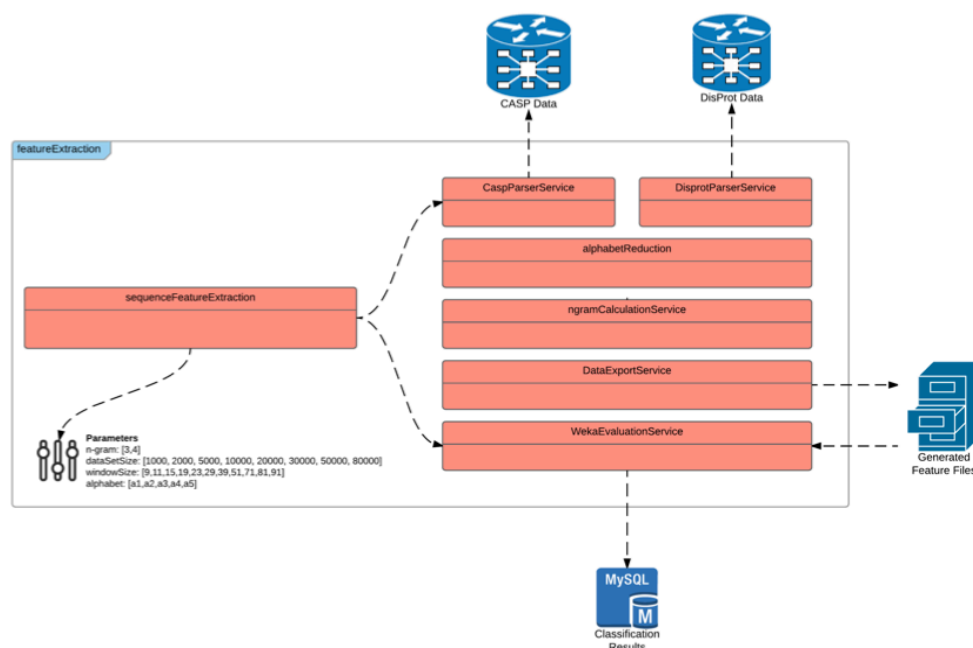 CASP Data
DisProt Data
featureExtraction
CaspParserService
DisprotParserService
alphabetReduction
sequenceFeatureExtraction
ngramCalculationService
DataExportService
WekaEvaluationService
Parameters
n-gram: [3,4]
dataSetSize: [1000, 2000, 5000, 10000, 20000, 30000, 50000, 80000]
windowSize: [9,11,15,19,23,29,39,51,71,81,91]
alphabet: [a1,a2,a3,a4,a5]
Generated
Feature Files
MySQL
M
Classification
Results